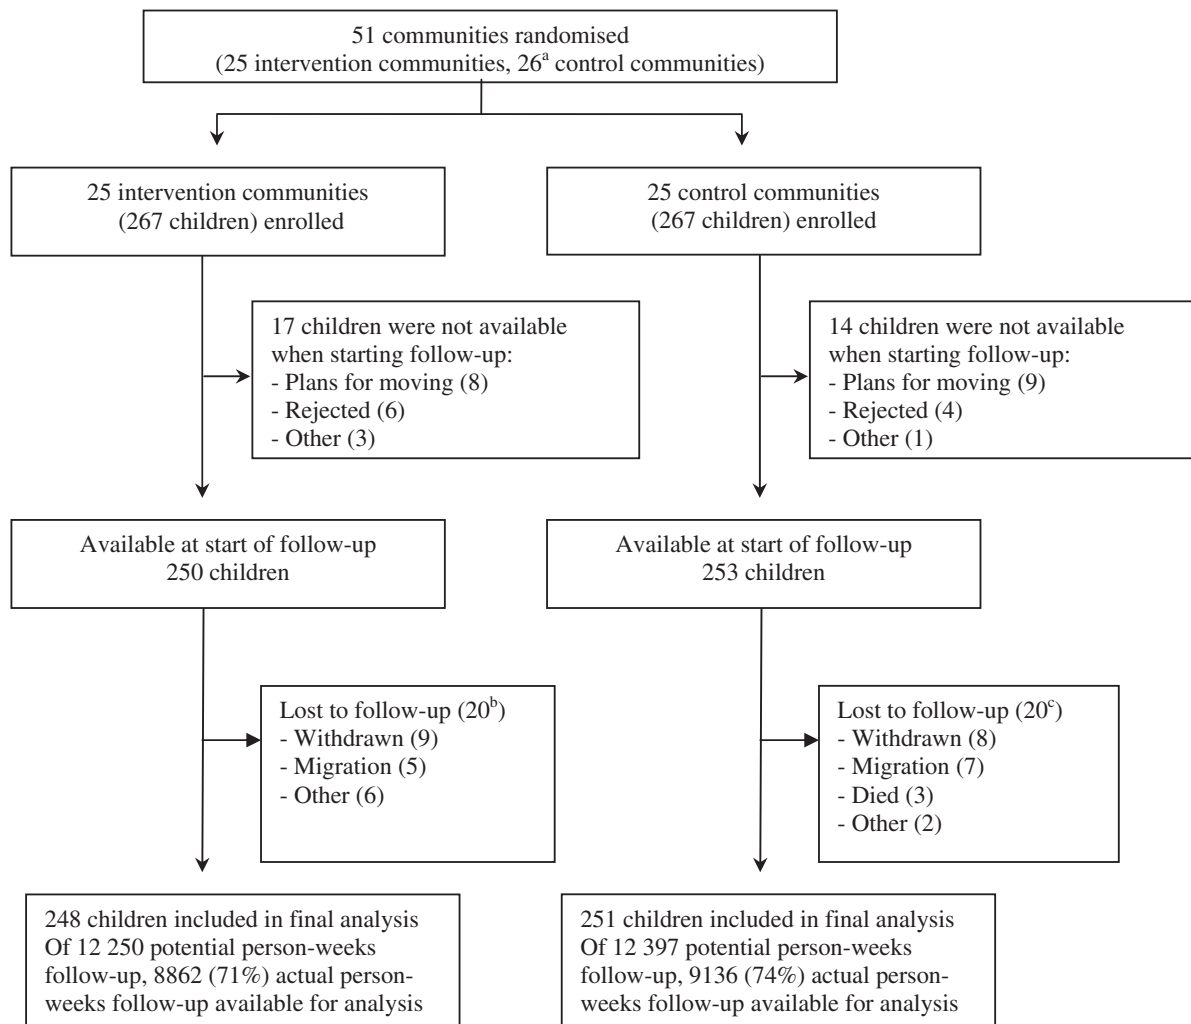 51 communities randomised
(25 intervention communities, 26ᵃ control communities)
25 intervention communities
(267 children) enrolled
25 control communities
(267 children) enrolled
17 children were not available
when starting follow-up:
- Plans for moving (8)
- Rejected (6)
- Other (3)
14 children were not available
when starting follow-up:
- Plans for moving (9)
- Rejected (4)
- Other (1)
Available at start of follow-up
250 children
Available at start of follow-up
253 children
Lost to follow-up (20ᵇ)
- Withdrawn (9)
- Migration (5)
- Other (6)
Lost to follow-up (20ᶜ)
- Withdrawn (8)
- Migration (7)
- Died (3)
- Other (2)
248 children included in final analysis
Of 12 250 potential person-weeks
follow-up, 8862 (71%) actual person-
weeks follow-up available for analysis
251 children included in final analysis
Of 12 397 potential person-weeks
follow-up, 9136 (74%) actual person-
weeks follow-up available for analysis